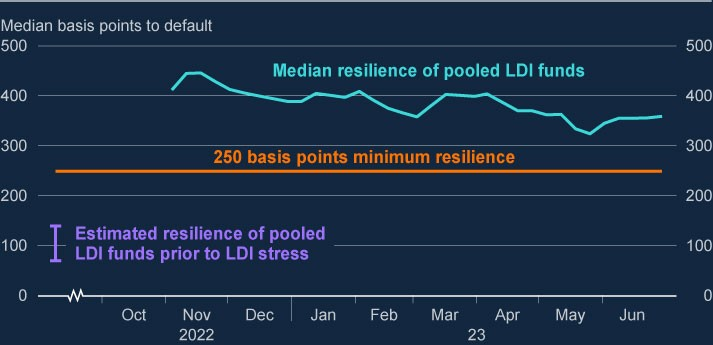 Median basis points to default
500 500
Median resilience of pooled LDI funds
400 400
300 300
250 basis points minimum resilience
200 200
Estimated resilience of pooled
LDI funds prior to LDI stress
100 100
0 0
Oct Nov Dec Jan Feb Mar Apr May Jun
2022 23